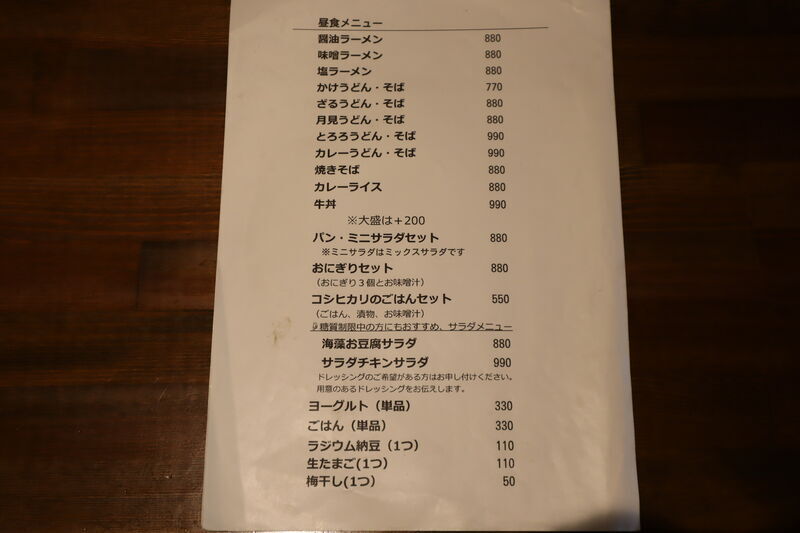 昼食メニュー
醤油ラーメン 880
味噌ラーメン 880
塩ラーメン 880
かけうどん・そば 770
ざるうどん・そば 880
月見うどん・そば 880
とろろうどん・そば 990
カレーうどん・そば 990
焼きそば 880
カレーライス 880
牛丼 990
※大盛は＋200
パン・ミニサラダセット 880
※ミニサラダはミックスサラダです
おにぎりセット 880
（おにぎり３個とお味噌汁）
コシヒカリのごはんセット 550
（ごはん、漬物、お味噌汁）
糖質制限中の方にもおすすめ、サラダメニュー
海藻お豆腐サラダ 880
サラダチキンサラダ 990
ドレッシングのご希望がある方はお申し付けください。
用意のあるドレッシングをお伝えします。
ヨーグルト（単品） 330
ごはん（単品） 330
ラジウム納豆（1つ） 110
生たまご(1つ） 110
梅干し(1つ） 50